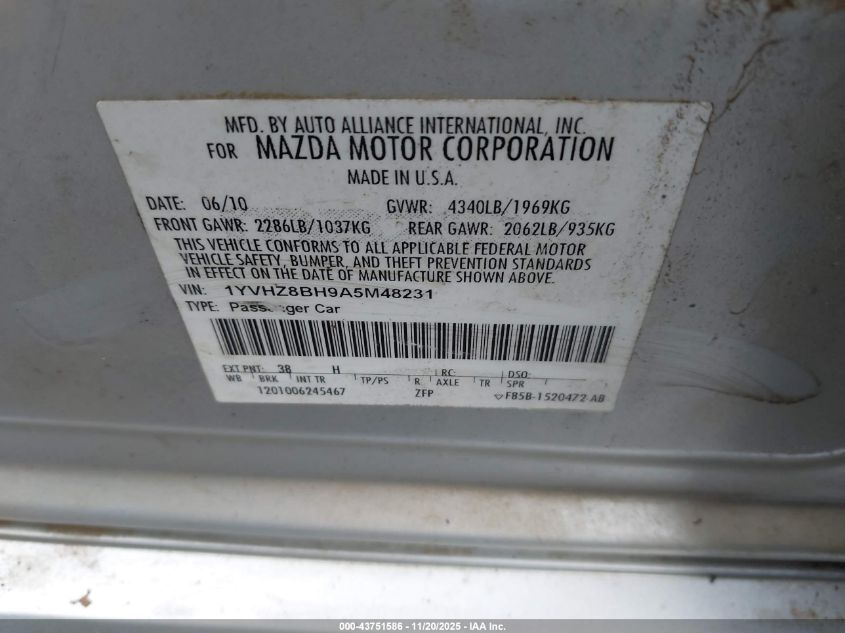 MFD. BY AUTO ALLIANCE INTERNATIONAL, INC.
FOR MAZDA MOTOR CORPORATION
MADE IN U.S.A.
DATE: 06/10 GVWR: 4340LB/1969KG
FRONT GAWR: 2286LB/1037KG REAR GAWR: 2062LB/935KG
THIS VEHICLE CONFORMS TO ALL APPLICABLE FEDERAL MOTOR
VEHICLE SAFETY, BUMPER, AND THEFT PREVENTION STANDARDS
IN EFFECT ON THE DATE OF MANUFACTURE SHOWN ABOVE.
VIN: 1YVHZ8BH9A5M48231
TYPE: Car
EXT PNT: 38 H RC: DSO:
WB BRK INT TR TP/PS R AXLE TR SPR
1201006245467 ZFP F85B-1520472-AB
000-43751586 - 11/20/2025 - IAA Inc.